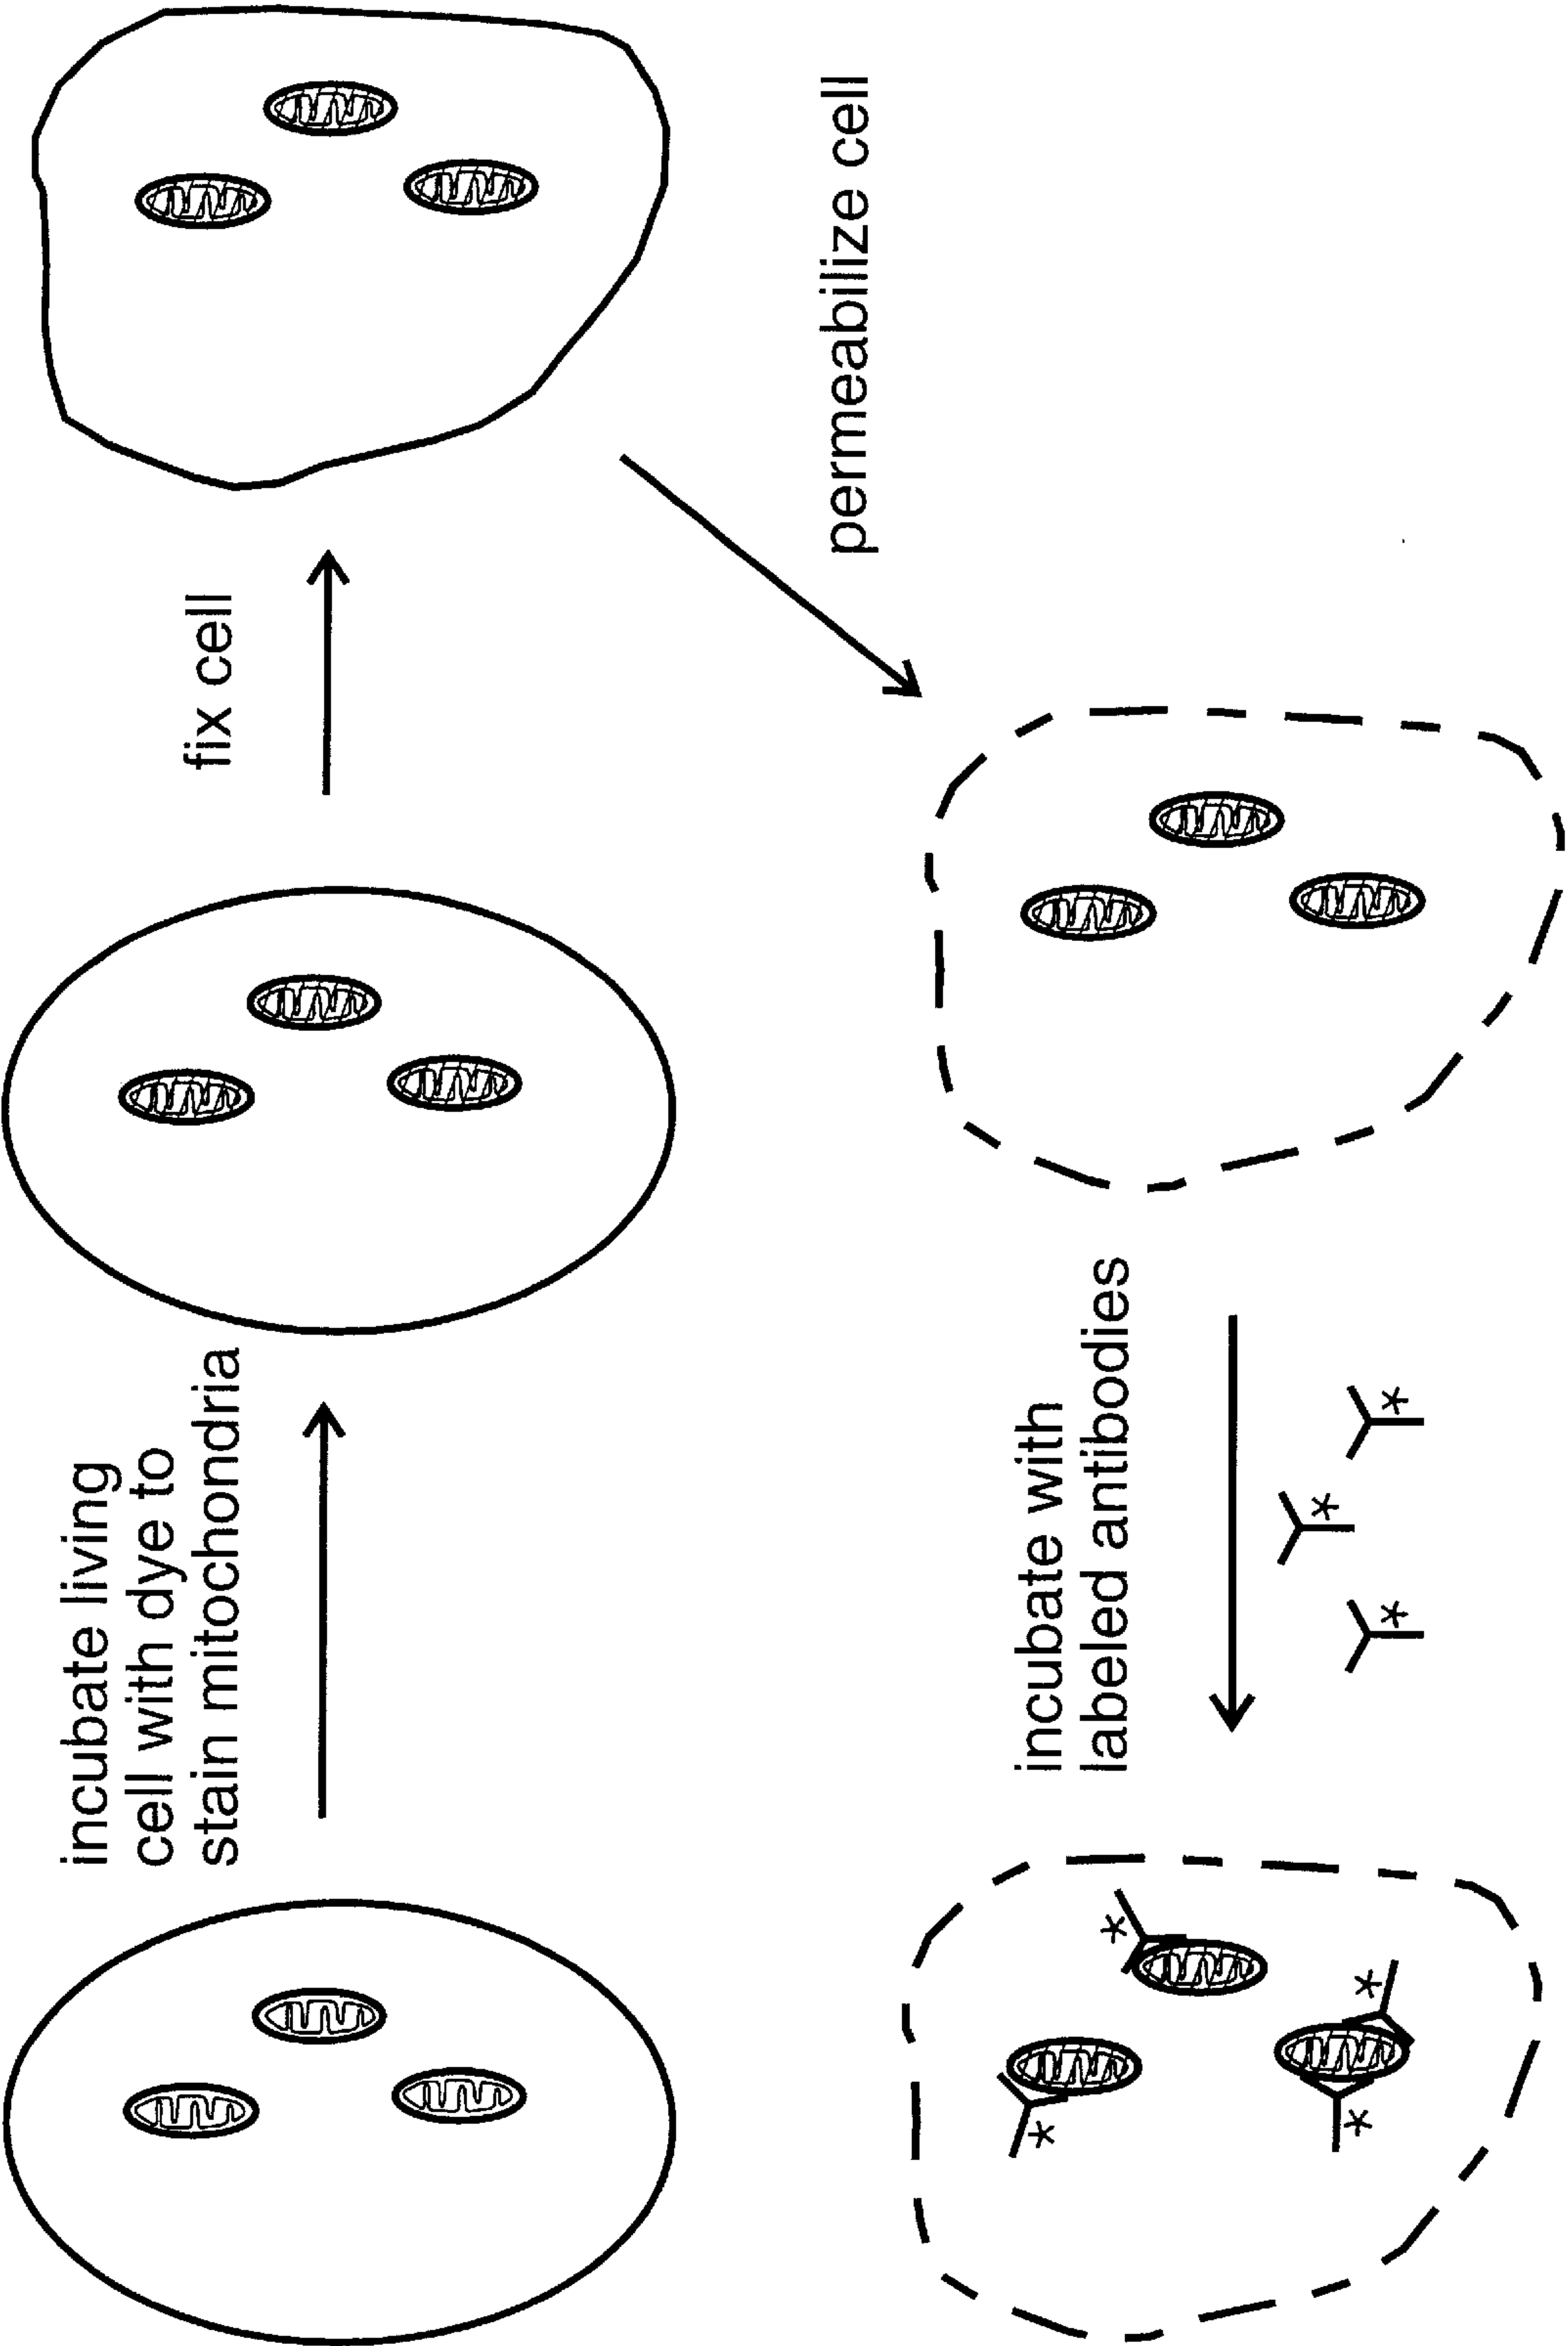 incubate living
cell with dye to
stain mitochondria
fix cell
permeabilize cell
incubate with
labeled antibodies
* * *
* * * *